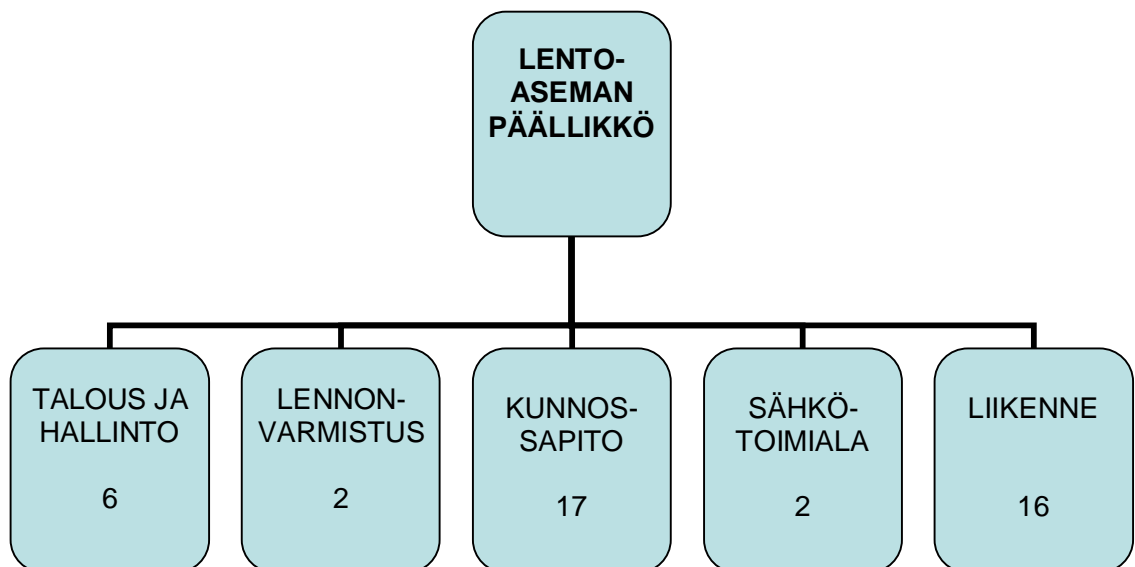 LENTO-
ASEMAN
PÄÄLLIKKÖ
TALOUS JA
HALLINTO
6
LENNON-
VARMISTUS
2
KUNNOS-
SAPITO
17
SÄHKÖ-
TOIMIALA
2
LIIKENNE
16